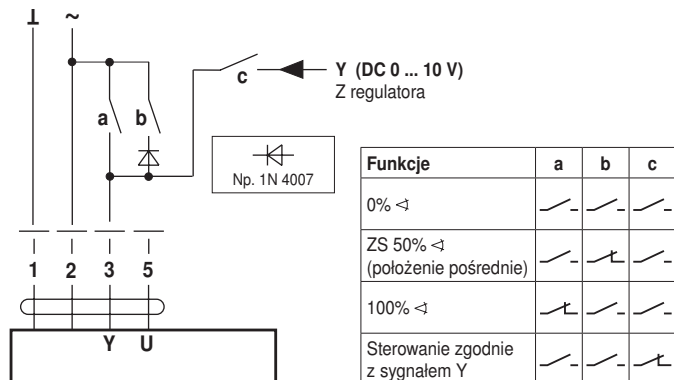 ⊥ ~
a b
c
Y (DC 0 ... 10 V)
Z regulatora
Np. 1N 4007
1 2 3 5
Y U
Funkcje a b c
0%
ZS 50%
(położenie pośrednie)
100%
Sterowanie zgodnie
z sygnałem Y